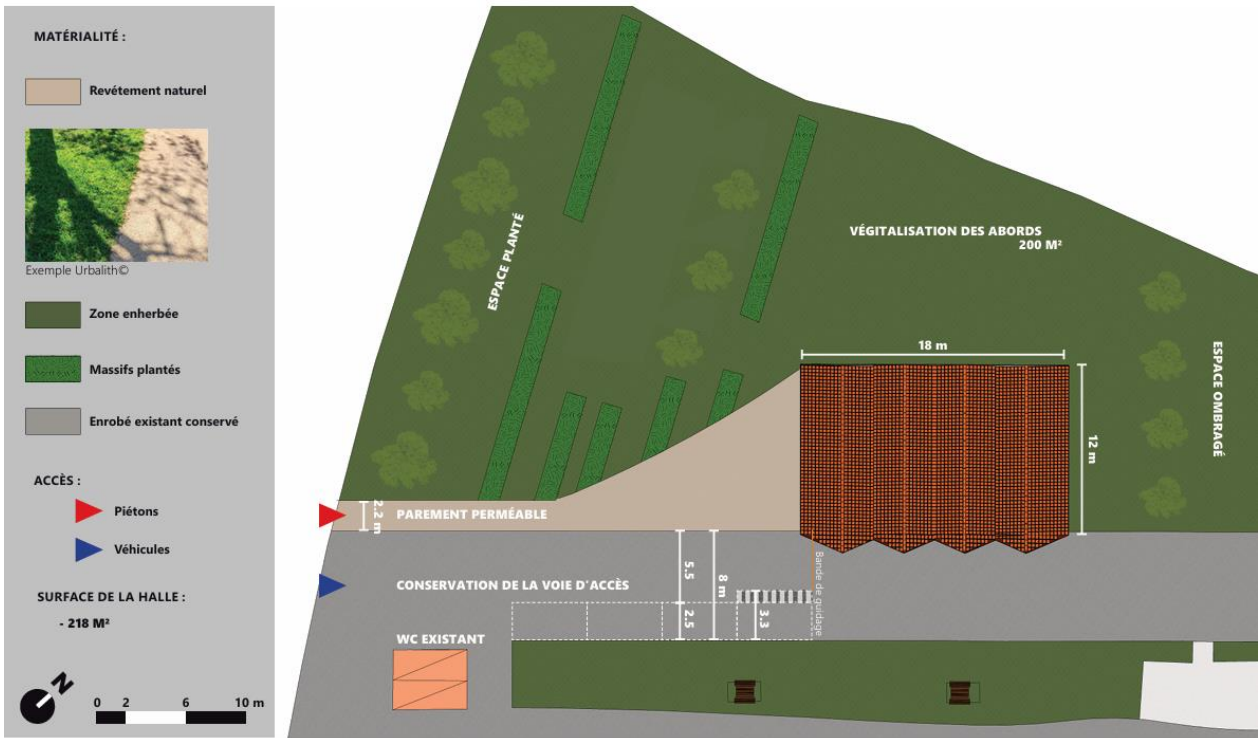 MATÉRIALITÉ :
Revétement naturel
Exemple Urbalith©
Zone enherbée
Massifs plantés
Enrobé existant conservé
ACCÈS :
Piétons
Véhicules
SURFACE DE LA HALLE :
- 218 M²
N
0 2 6 10 m
ESPACE PLANTÉ
VÉGITALISATION DES ABORDS
200 M²
18 m
12 m
ESPACE OMBRAGÉ
2.2 m
PAREMENT PERMÉABLE
CONSERVATION DE LA VOIE D'ACCÈS
5.5
8 m
2.5
3.3
Bande de guidage
WC EXISTANT